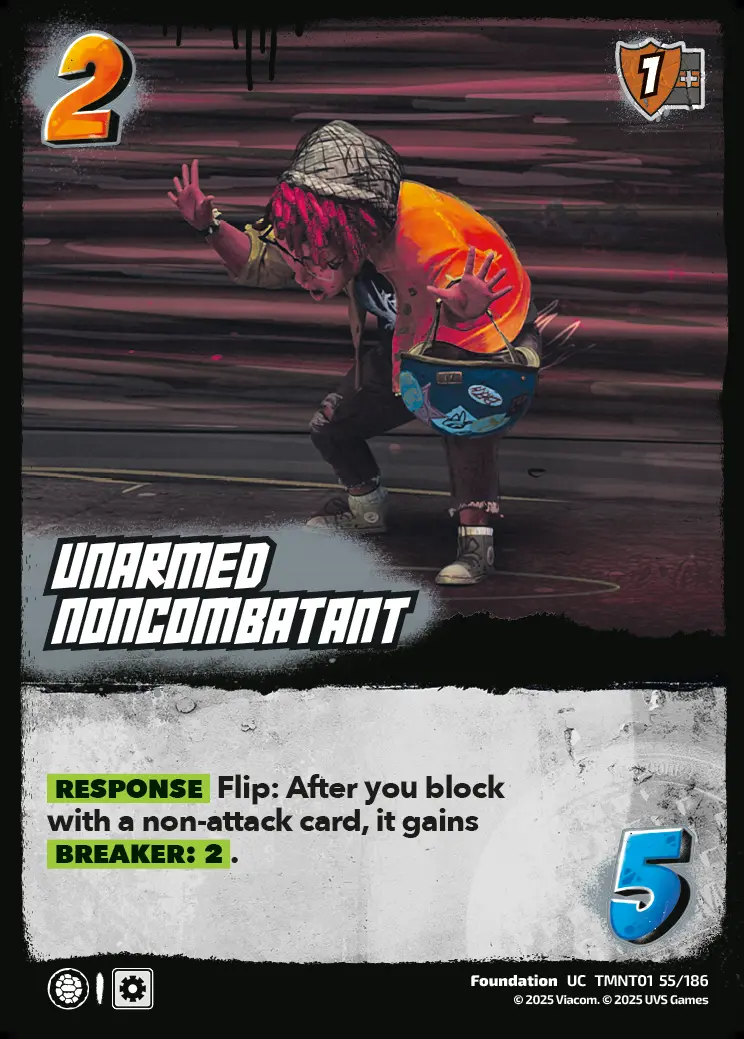 2
1
UNARMED
NONCOMBATANT
RESPONSE Flip: After you block
with a non-attack card, it gains
BREAKER: 2 .
5
Foundation UC TMNT01 55/186
© 2025 Viacom. © 2025 UVS Games